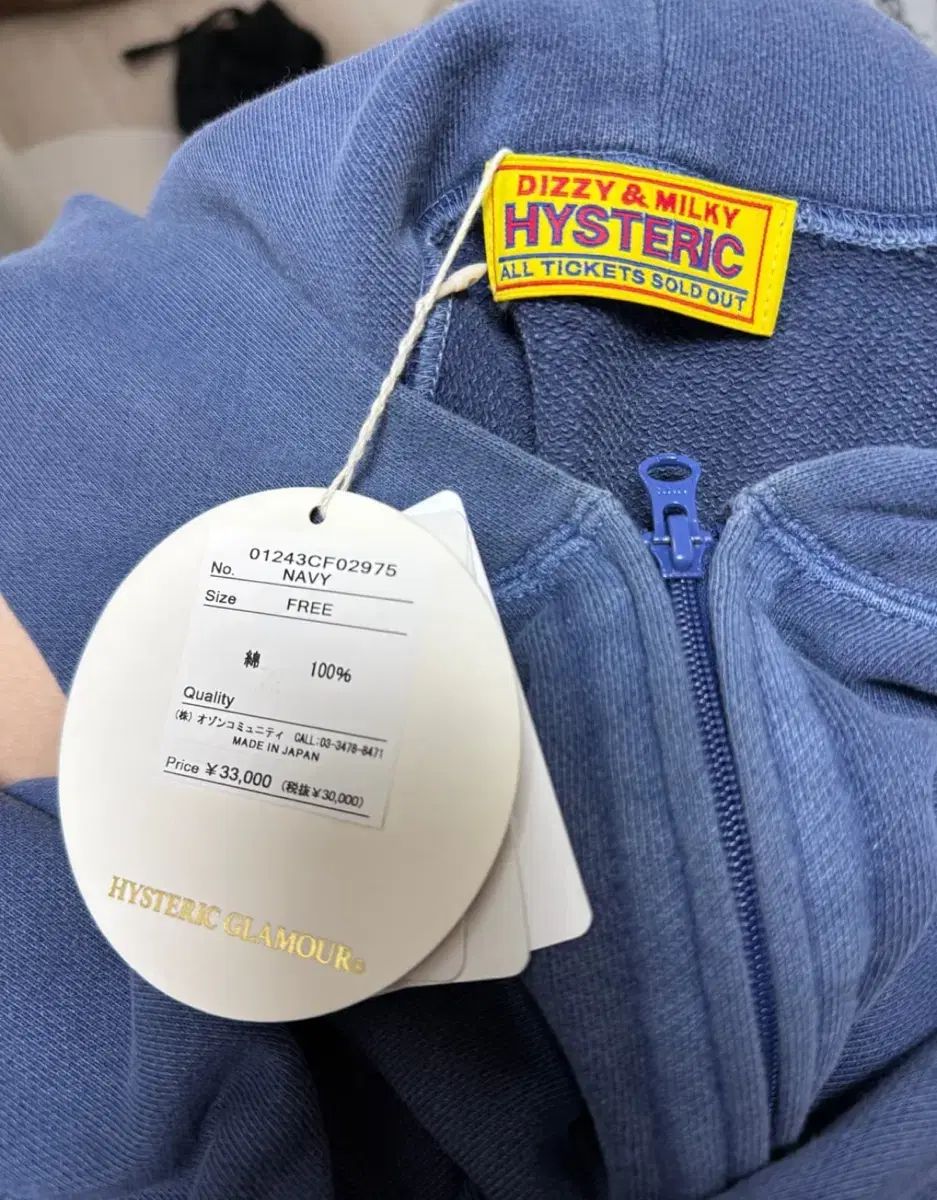 DIZZY & MILKY
HYSTERIC
ALL TICKETS SOLD OUT
01243CF02975
No. NAVY
Size FREE
綿 100%
Quality
(株) オゾンコミュニティ CALL:03-3478-8471
MADE IN JAPAN
Price ¥33,000 (税抜¥30,000)
HYSTERIC GLAMOUR®